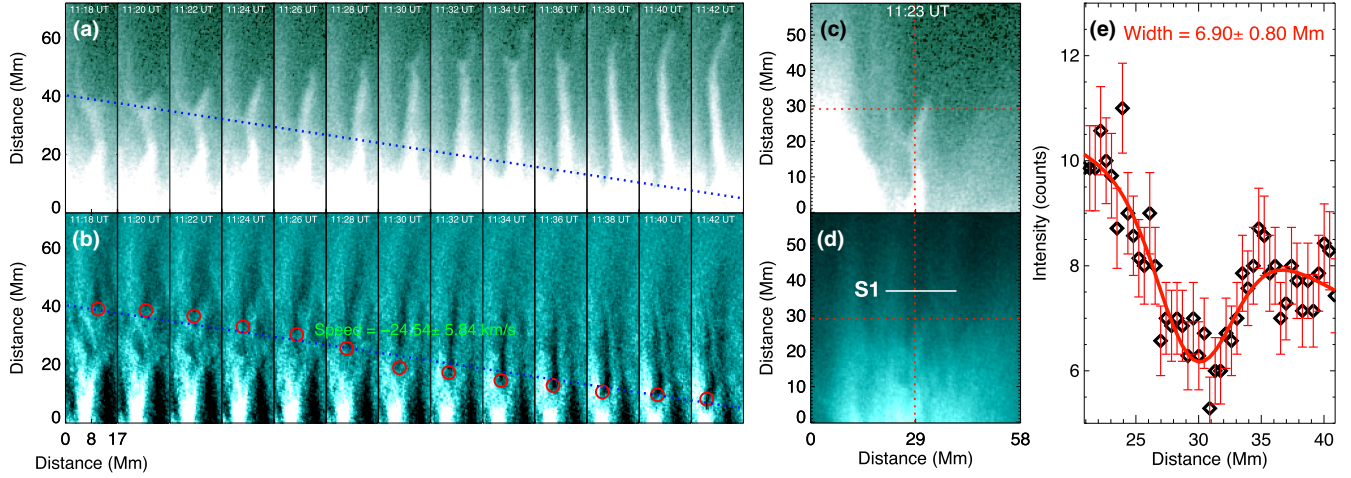 (a)
11:18 UT 11:20 UT 11:22 UT 11:24 UT 11:26 UT 11:28 UT 11:30 UT 11:32 UT 11:34 UT 11:36 UT 11:38 UT 11:40 UT 11:42 UT
60
40
20
0
Distance (Mm)
(b)
11:18 UT 11:20 UT 11:22 UT 11:24 UT 11:26 UT 11:28 UT 11:30 UT 11:32 UT 11:34 UT 11:36 UT 11:38 UT 11:40 UT 11:42 UT
60
40
20
0
Distance (Mm)
Speed = −24.54± 5.84 km/s
0 8 17
Distance (Mm)
(c)
11:23 UT
50
40
30
20
10
0
Distance (Mm)
(d)
S1
50
40
30
20
10
0
Distance (Mm)
0 29 58
Distance (Mm)
(e)
Width = 6.90± 0.80 Mm
12
10
8
6
Intensity (counts)
25 30 35 40
Distance (Mm)